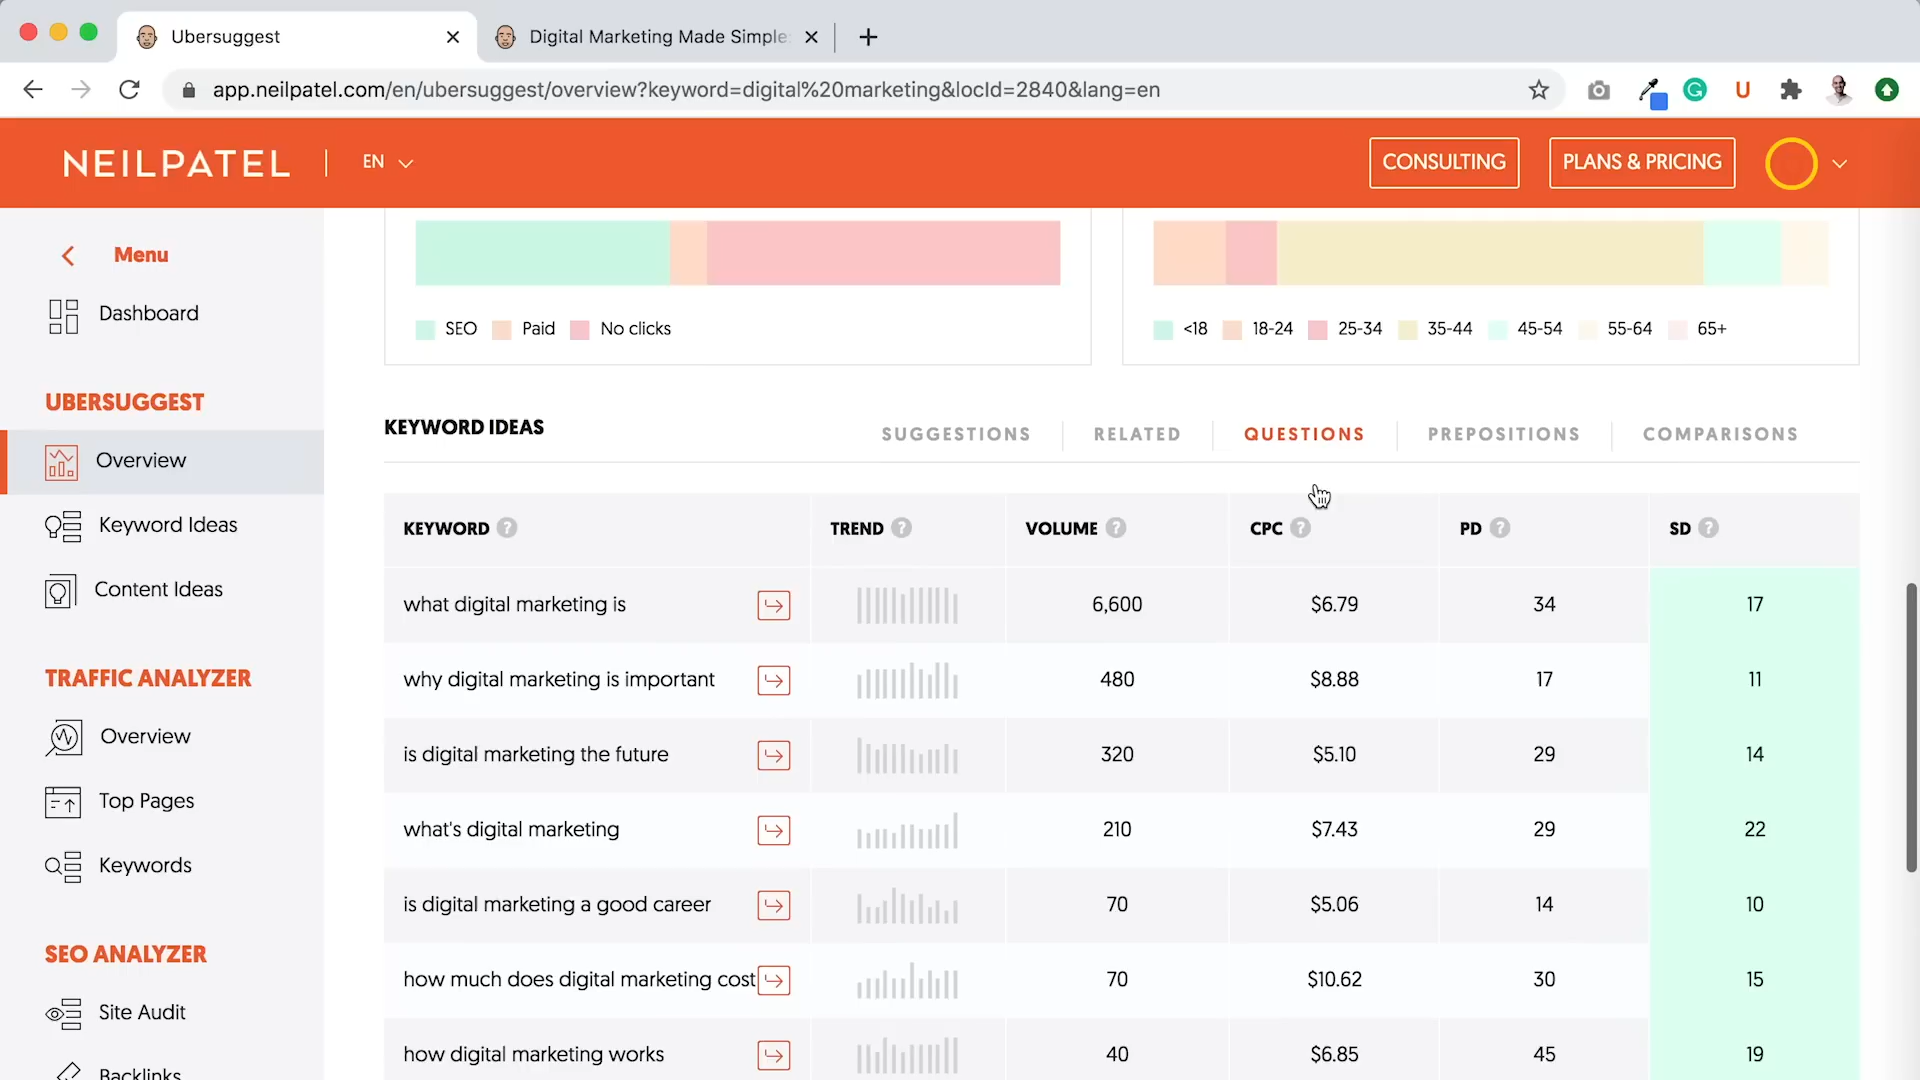 Ubersuggest
Digital Marketing Made Simple:
app.neilpatel.com/en/ubersuggest/overview?keyword=digital%20marketing&locId=2840&lang=en
NEILPATEL
EN
CONSULTING
PLANS & PRICING
Menu
Dashboard
UBERSUGGEST
Overview
Keyword Ideas
Content Ideas
TRAFFIC ANALYZER
Overview
Top Pages
Keywords
SEO ANALYZER
Site Audit
Backlinks
SEO Paid No clicks
<18 18-24 25-34 35-44 45-54 55-64 65+
KEYWORD IDEAS
SUGGESTIONS RELATED QUESTIONS PREPOSITIONS COMPARISONS
KEYWORD ? TREND ? VOLUME ? CPC ? PD ? SD ?
what digital marketing is 6,600 $6.79 34 17
why digital marketing is important 480 $8.88 17 11
is digital marketing the future 320 $5.10 29 14
what's digital marketing 210 $7.43 29 22
is digital marketing a good career 70 $5.06 14 10
how much does digital marketing cost 70 $10.62 30 15
how digital marketing works 40 $6.85 45 19